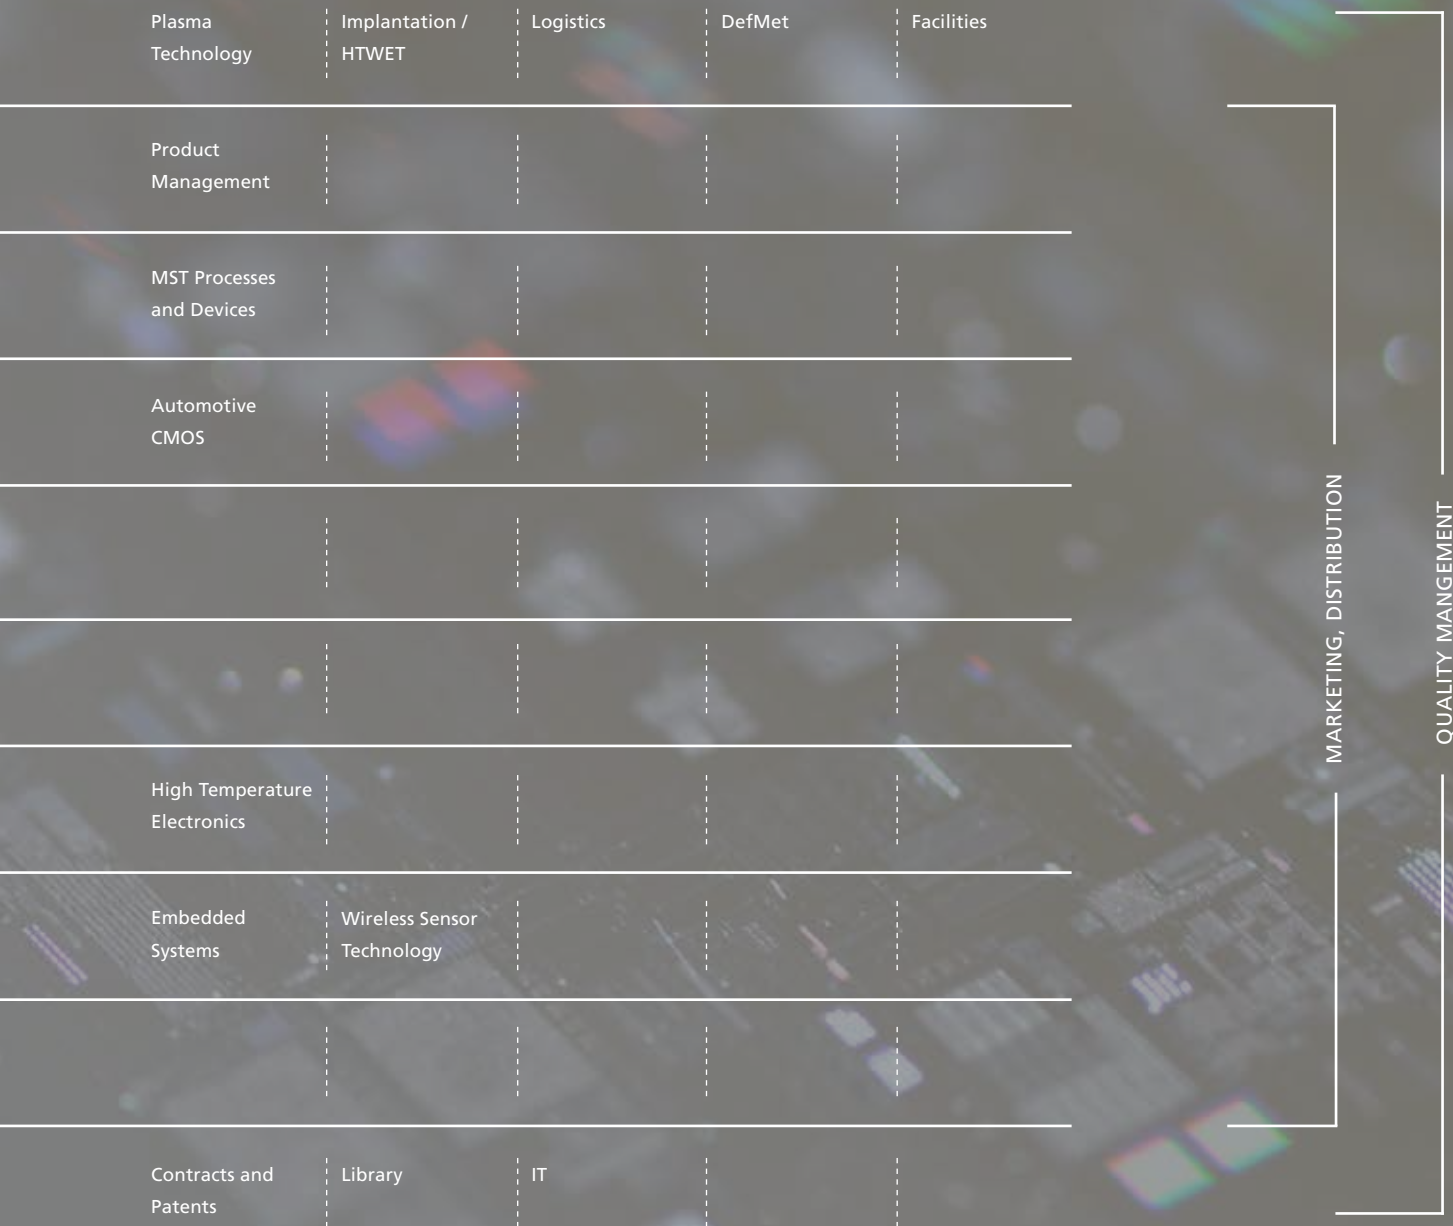 Plasma
Technology
Implantation /
HTWET
Logistics
DefMet
Facilities
Product
Management
MST Processes
and Devices
Automotive
CMOS
High Temperature
Electronics
Embedded
Systems
Wireless Sensor
Technology
Contracts and
Patents
Library
IT
MARKETING, DISTRIBUTION
QUALITY MANGEMENT